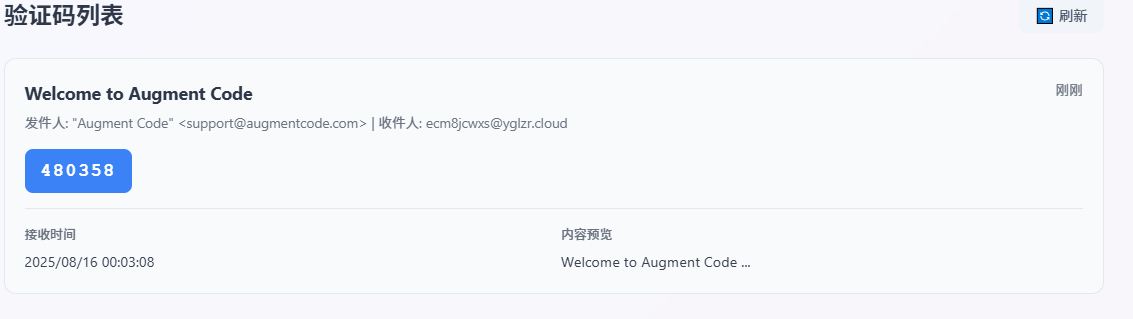 验证码列表
刷新
Welcome to Augment Code
刚刚
发件人: "Augment Code" <support@augmentcode.com> | 收件人: ecm8jcwxs@yglzr.cloud
480358
接收时间
内容预览
2025/08/16 00:03:08
Welcome to Augment Code ...